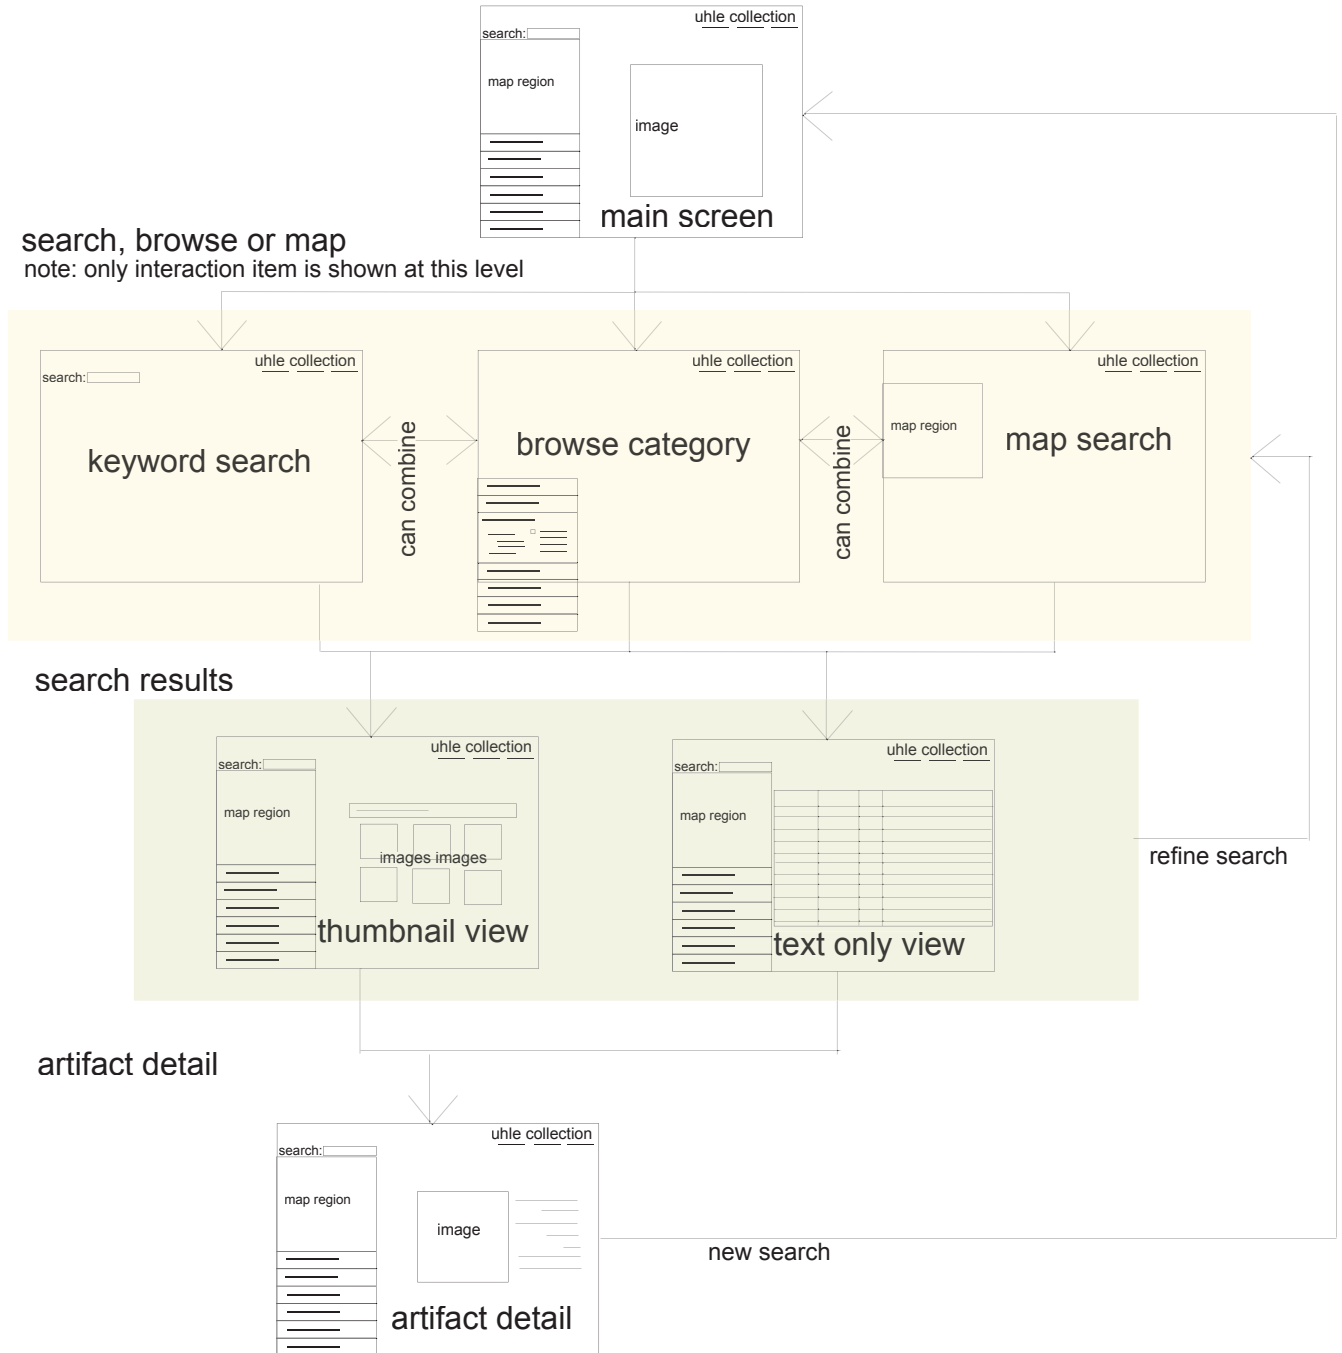 uhle collection
search:
map region
image
main screen
search, browse or map
note: only interaction item is shown at this level
uhle collection
search:
keyword search
can combine
uhle collection
browse category
can combine
uhle collection
map region
map search
search results
uhle collection
search:
map region
images images
thumbnail view
uhle collection
search:
map region
text only view
refine search
artifact detail
uhle collection
search:
map region
image
artifact detail
new search